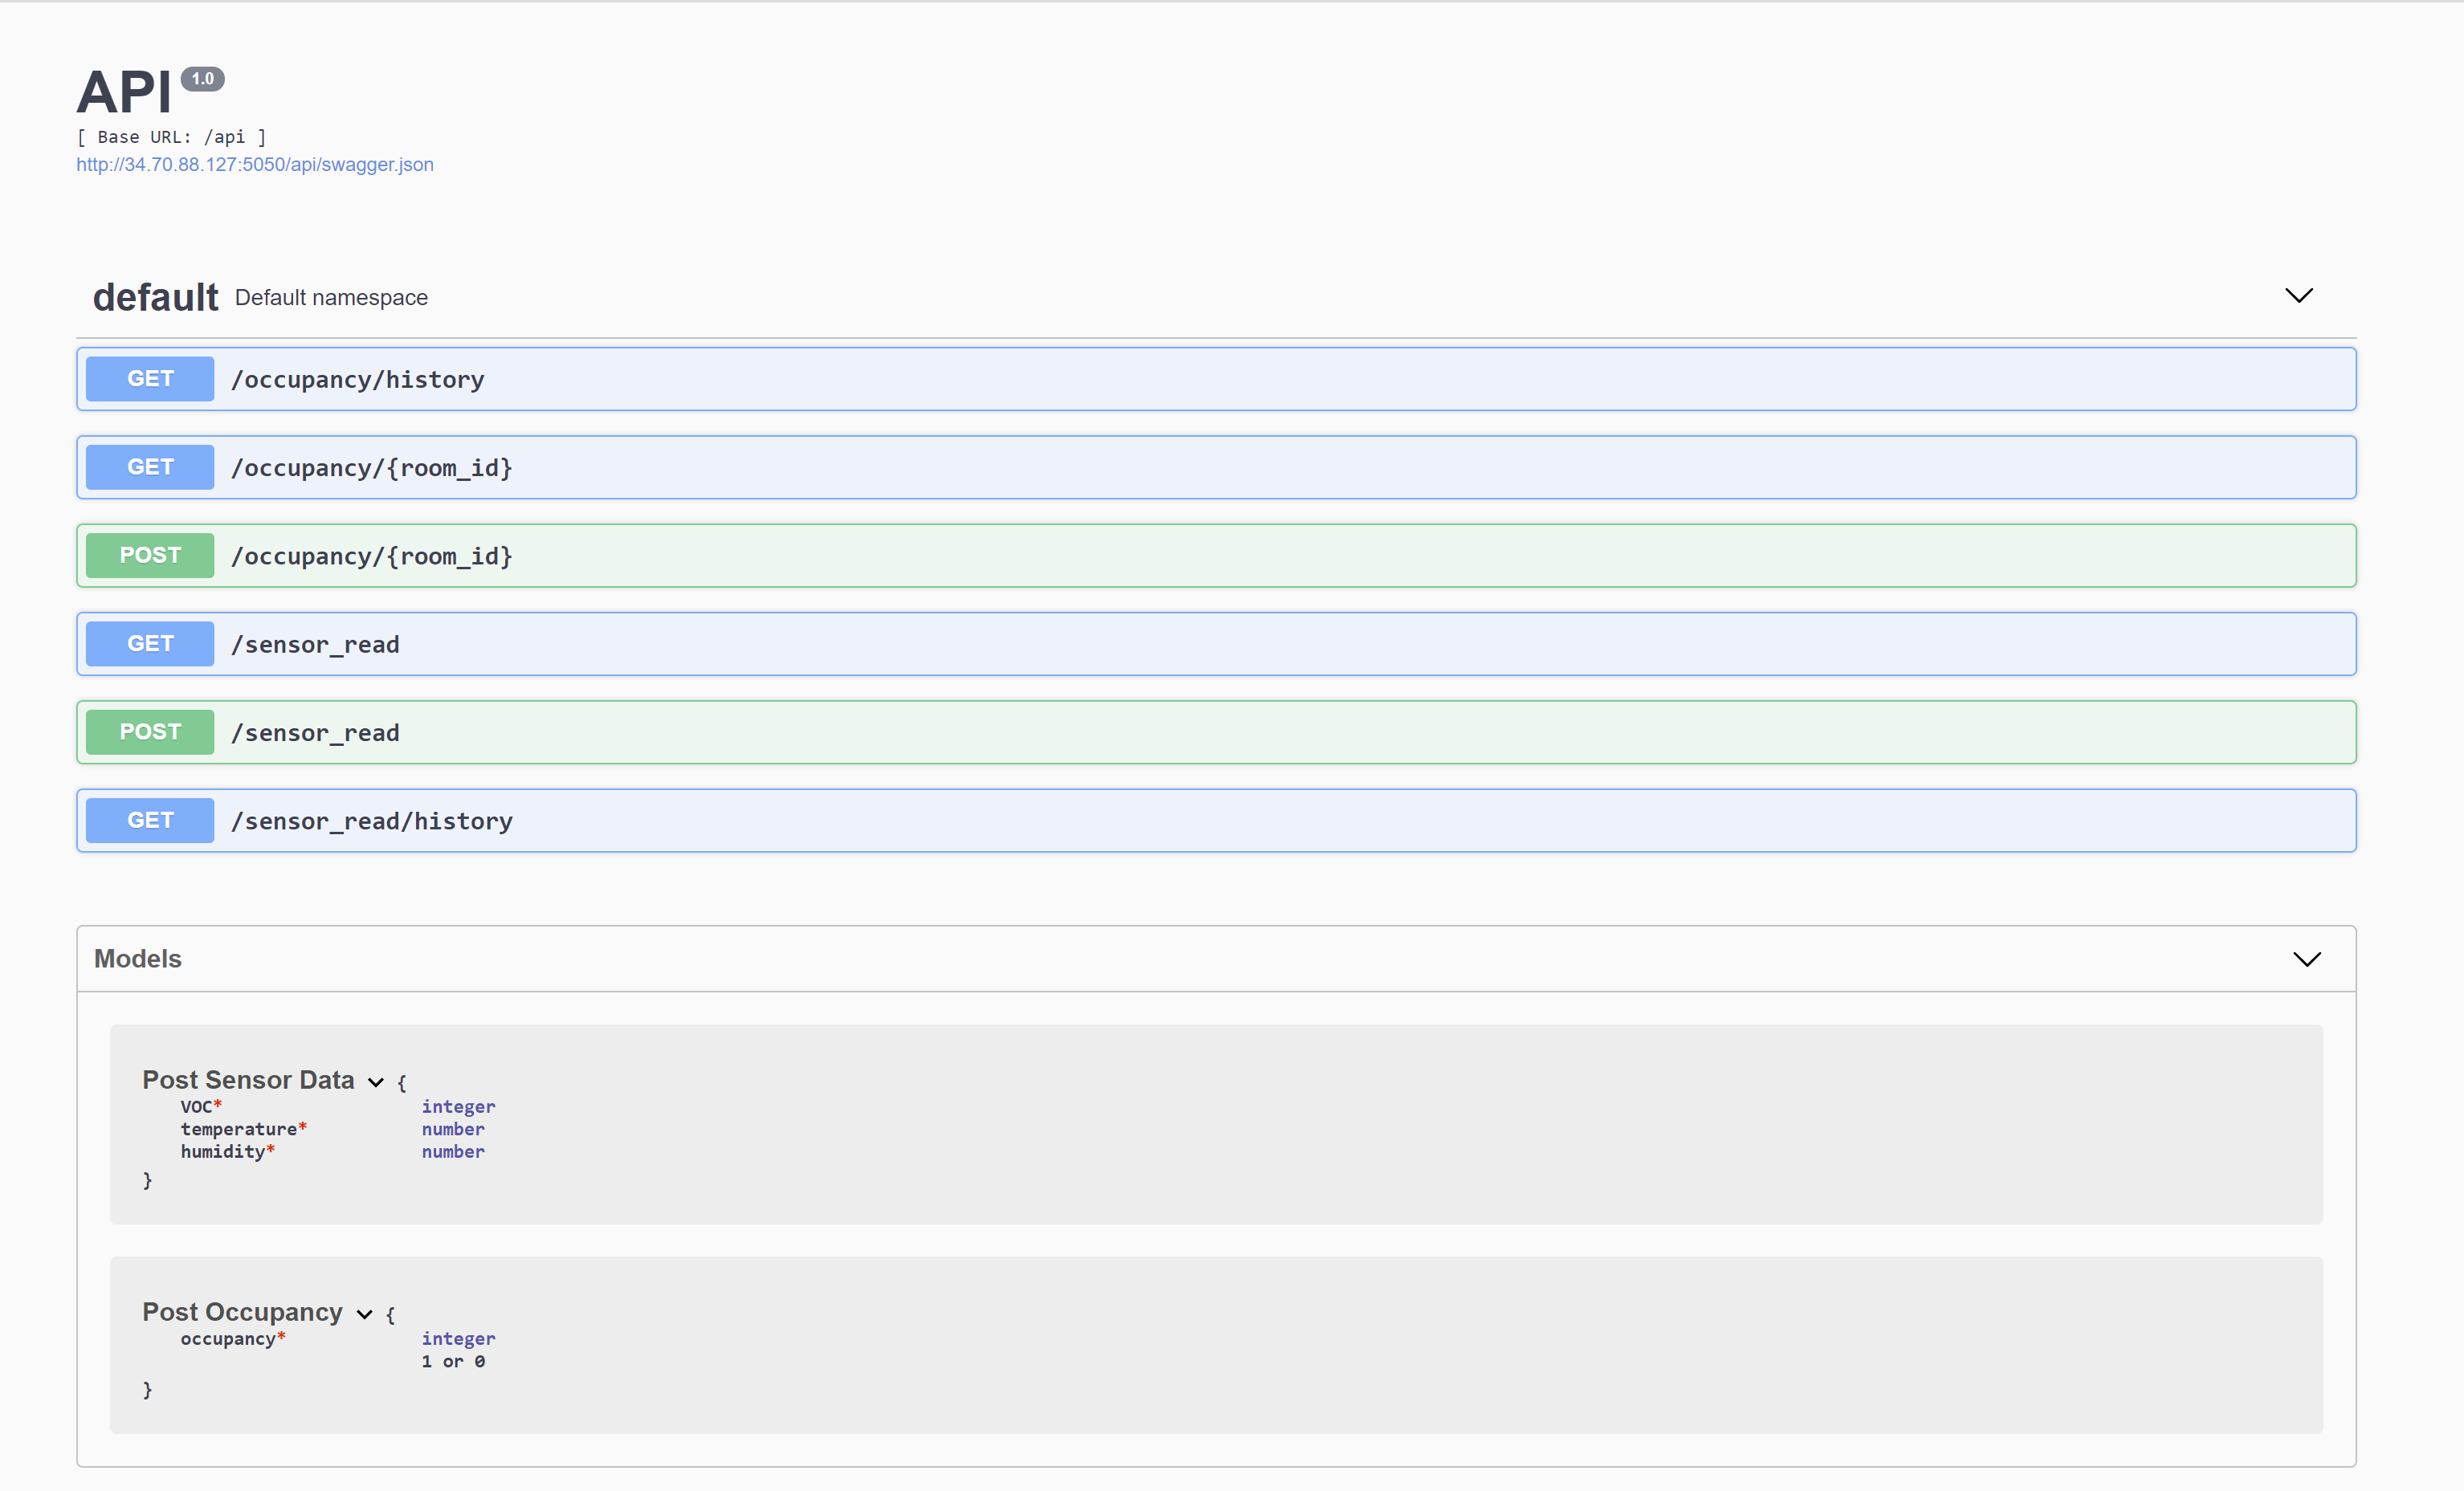 API 1.0
[ Base URL: /api ]
http://34.70.88.127:5050/api/swagger.json
default Default namespace
GET /occupancy/history
GET /occupancy/{room_id}
POST /occupancy/{room_id}
GET /sensor_read
POST /sensor_read
GET /sensor_read/history
Models
Post Sensor Data {
VOC* integer
temperature* number
humidity* number
}
Post Occupancy {
occupancy* integer
1 or 0
}